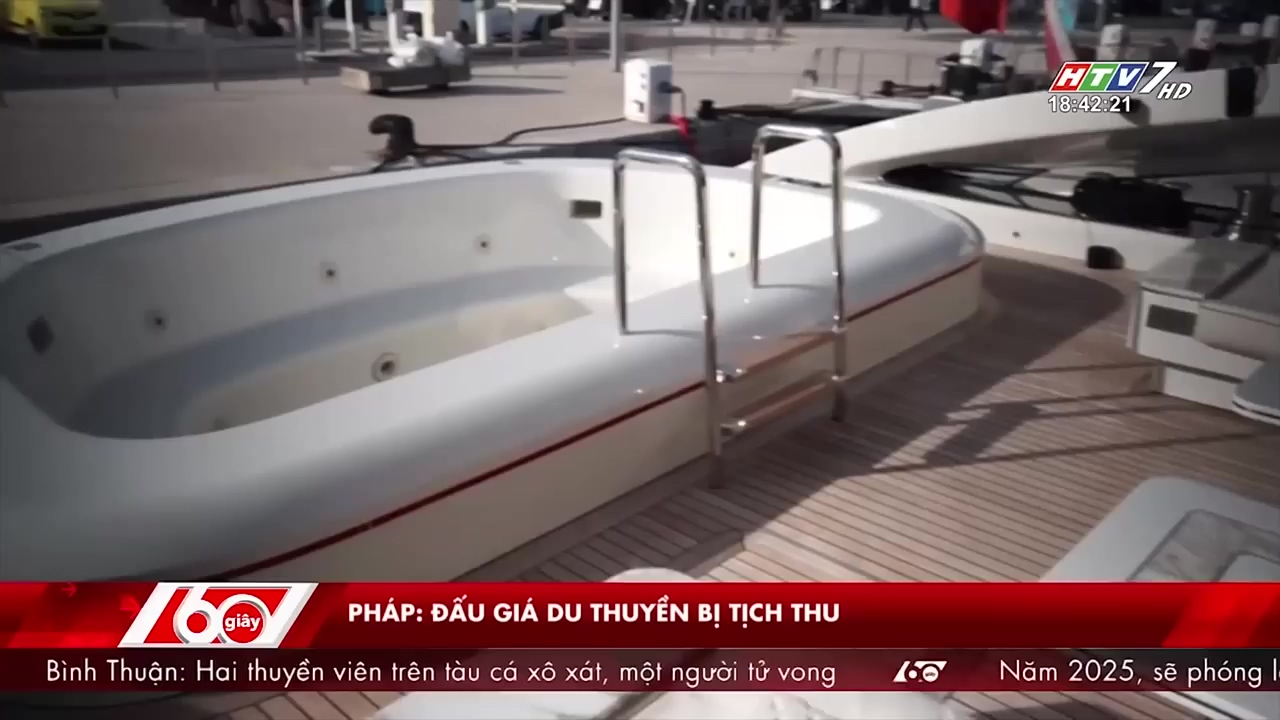 HTV7 HD
18:42:21
60 giây
PHÁP: ĐẤU GIÁ DU THUYỀN BỊ TỊCH THU
Bình Thuận: Hai thuyền viên trên tàu cá xô xát, một người tử vong
60 giây
Năm 2025, sẽ phóng